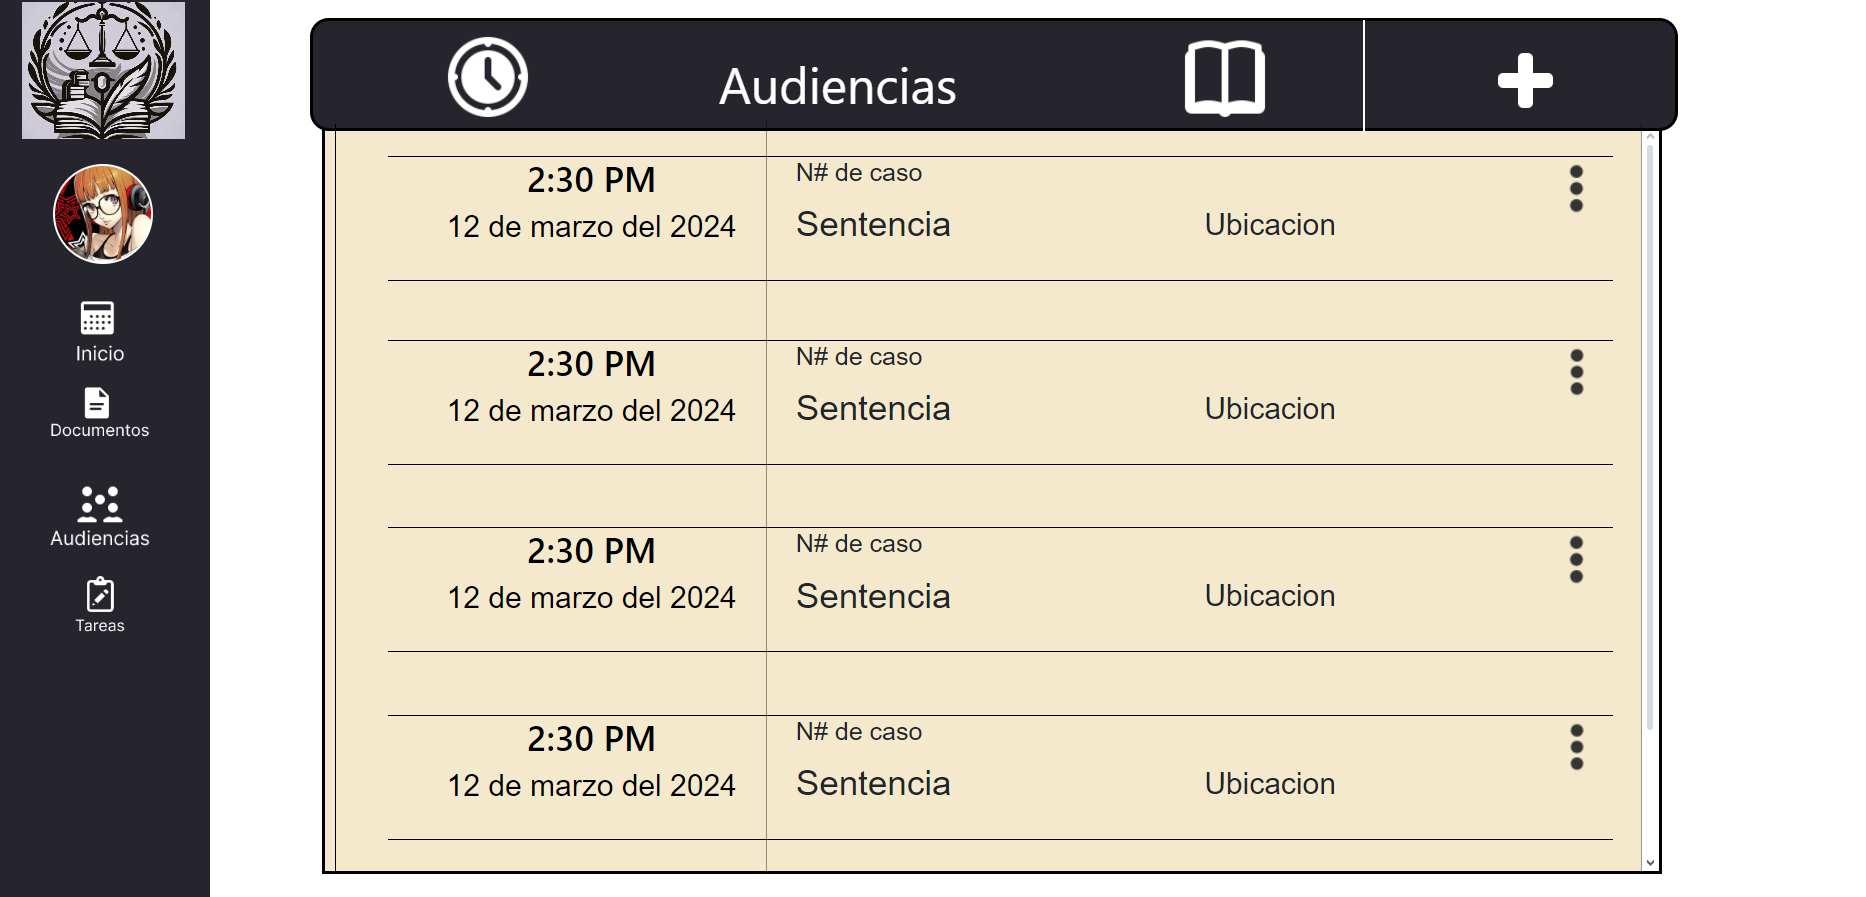 Audiencias
Inicio
Documentos
Audiencias
Tareas
2:30 PM
12 de marzo del 2024
N# de caso
Sentencia
Ubicacion
2:30 PM
12 de marzo del 2024
N# de caso
Sentencia
Ubicacion
2:30 PM
12 de marzo del 2024
N# de caso
Sentencia
Ubicacion
2:30 PM
12 de marzo del 2024
N# de caso
Sentencia
Ubicacion